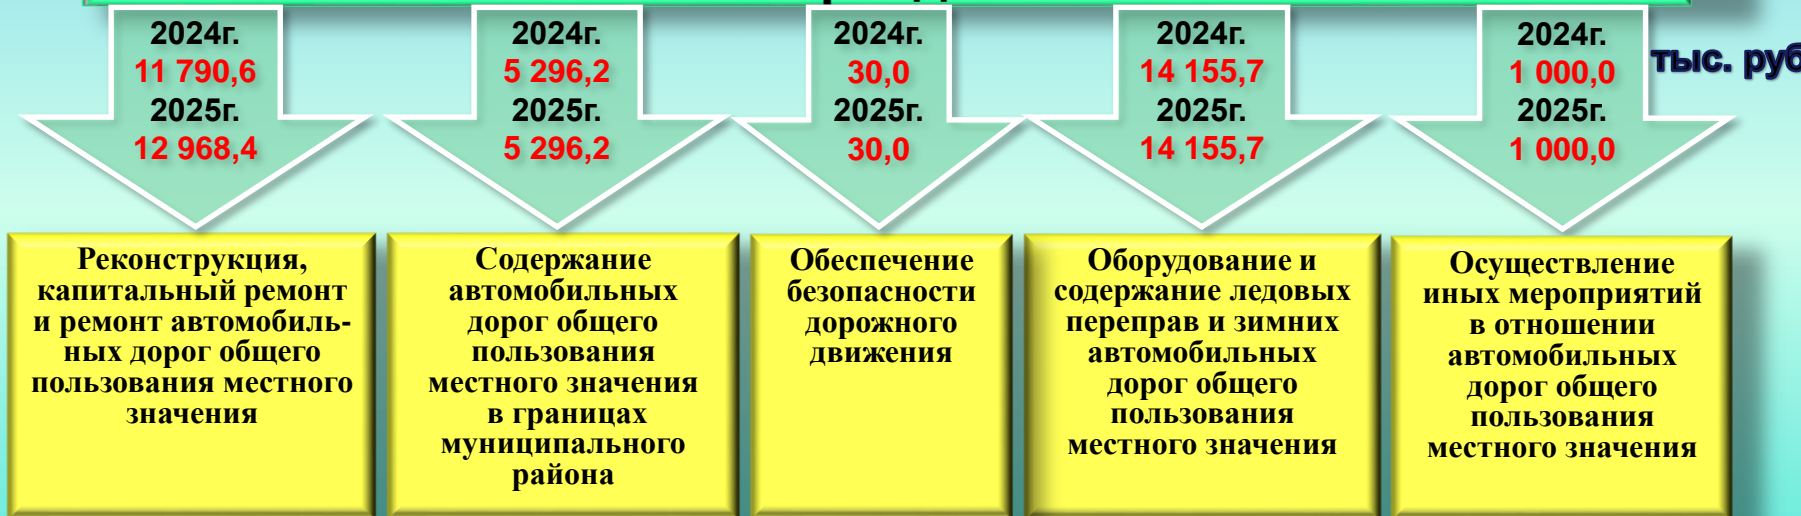 2024г.
11 790,6
2025г.
12 968,4
2024г.
5 296,2
2025г.
5 296,2
2024г.
30,0
2025г.
30,0
2024г.
14 155,7
2025г.
14 155,7
2024г.
1 000,0
2025г.
1 000,0
тыс. руб
Реконструкция,
капитальный ремонт
и ремонт автомобиль-
ных дорог общего
пользования местного
значения
Содержание
автомобильных
дорог общего
пользования
местного значения
в границах
муниципального
района
Обеспечение
безопасности
дорожного
движения
Оборудование и
содержание ледовых
переправ и зимних
автомобильных
дорог общего
пользования
местного значения
Осуществление
иных мероприятий
в отношении
автомобильных
дорог общего
пользования
местного значения